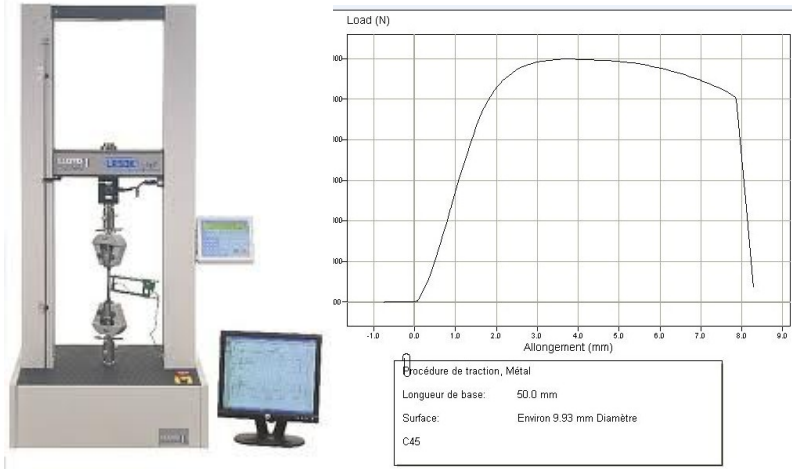 LLOYD
LR50K
Load (N)
-1.0 0.0 1.0 2.0 3.0 4.0 5.0 6.0 7.0 8.0 9.0
Allongement (mm)
Procédure de traction, Métal
Longueur de base: 50.0 mm
Surface: Environ 9.93 mm Diamètre
C45